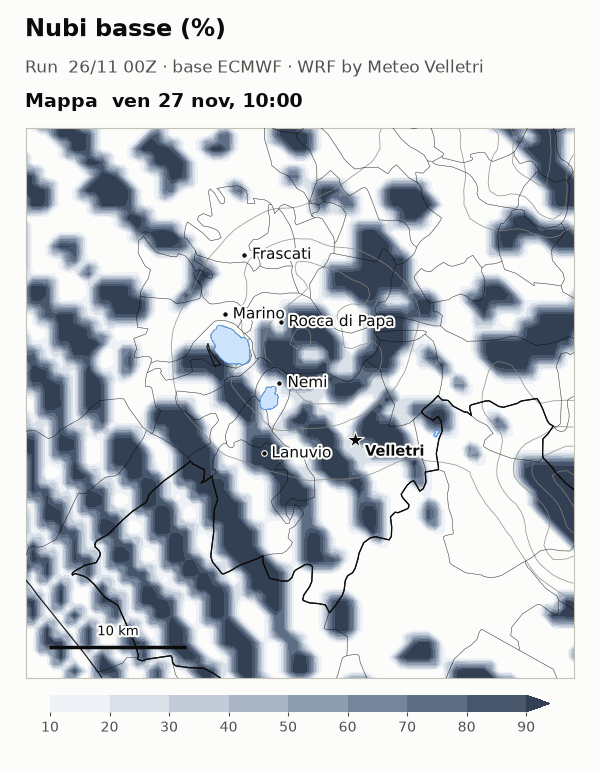 Nubi basse (%)
Run  26/11 00Z · base ECMWF · WRF by Meteo Velletri
Mappa  ven 27 nov, 10:00
Frascati
Marino
Rocca di Papa
Nemi
Velletri
Lanuvio
10 km
10 20 30 40 50 60 70 80 90